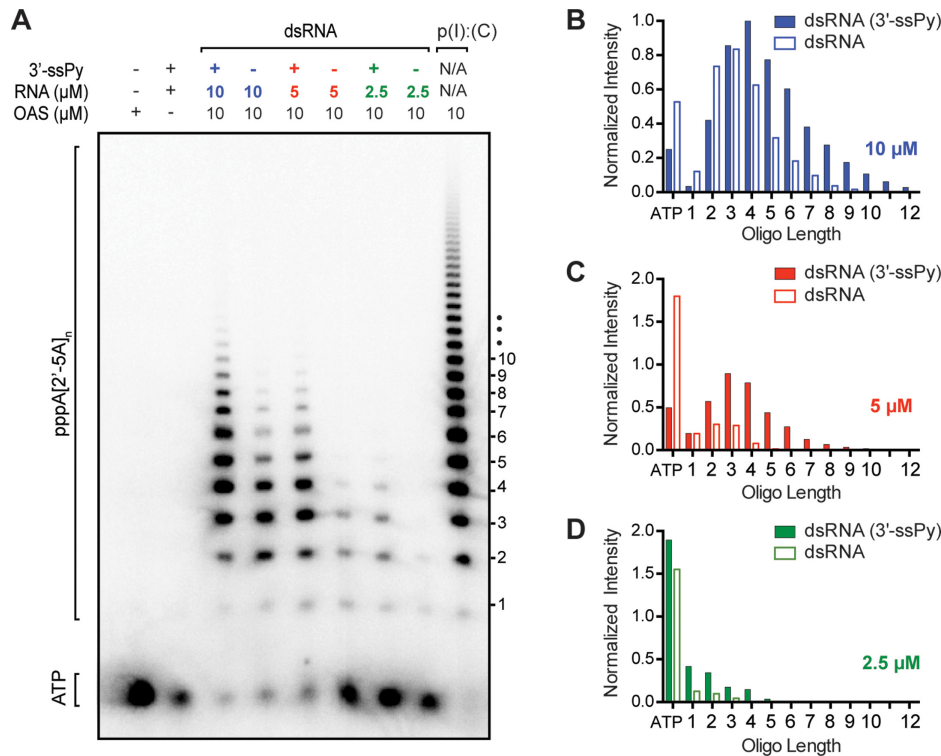 A
dsRNA
p(I):(C)
3'-ssPy - + + - + - + - N/A
RNA (µM) - + 10 10 5 5 2.5 2.5 N/A
OAS (µM) + - 10 10 10 10 10 10 10
pppA[2'-5A]n
ATP
10
9
8
7
6
5
4
3
2
1
B
dsRNA (3'-ssPy)
dsRNA
10 µM
Normalized Intensity
1.0
0.8
0.6
0.4
0.2
0.0
ATP 1 2 3 4 5 6 7 8 9 10 12
Oligo Length
C
dsRNA (3'-ssPy)
dsRNA
5 µM
Normalized Intensity
2.0
1.5
1.0
0.5
0.0
ATP 1 2 3 4 5 6 7 8 9 10 12
Oligo Length
D
dsRNA (3'-ssPy)
dsRNA
2.5 µM
Normalized Intensity
2.0
1.5
1.0
0.5
0.0
ATP 1 2 3 4 5 6 7 8 9 10 12
Oligo Length